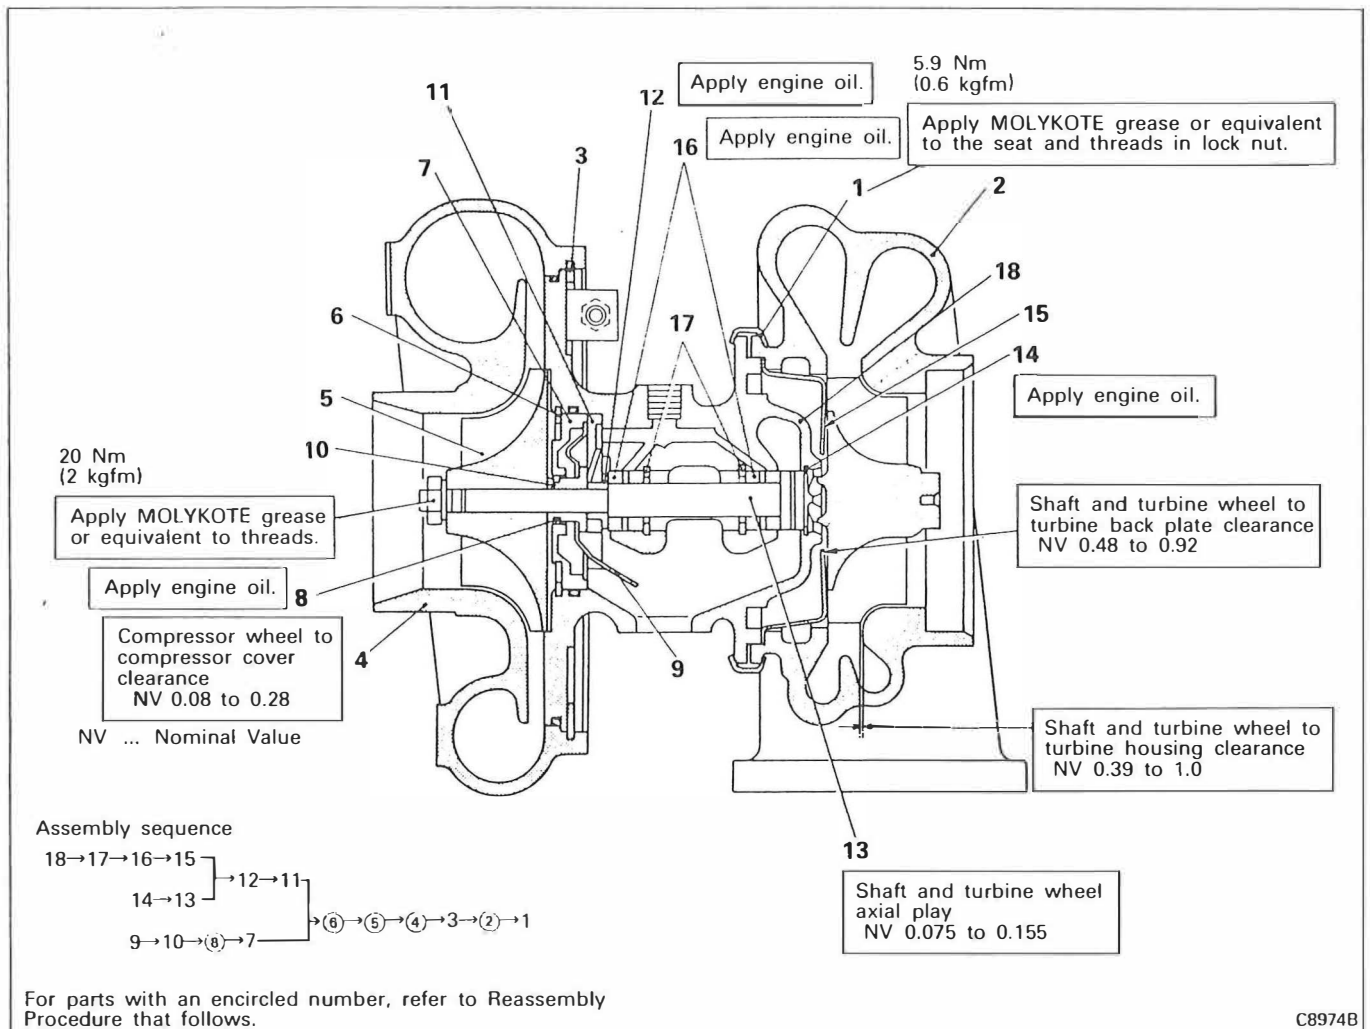 5.9 Nm
(0.6 kgfm)
Apply engine oil.
12
11
Apply engine oil.
Apply MOLYKOTE grease or equivalent
to the seat and threads in lock nut.
16
3
7
1
2
18
6
17
15
14
5
Apply engine oil.
10
20 Nm
(2 kgfm)
Apply MOLYKOTE grease
or equivalent to threads.
Shaft and turbine wheel to
turbine back plate clearance
NV 0.48 to 0.92
Apply engine oil.
8
Compressor wheel to
compressor cover
clearance
NV 0.08 to 0.28
4
9
NV ... Nominal Value
Shaft and turbine wheel to
turbine housing clearance
NV 0.39 to 1.0
13
Shaft and turbine wheel
axial play
NV 0.075 to 0.155
Assembly sequence
18→17→16→15
→12→11
14→13
→⑥→⑤→④→3→②→1
9→10→⑧→7
For parts with an encircled number, refer to Reassembly
Procedure that follows.
C8974B